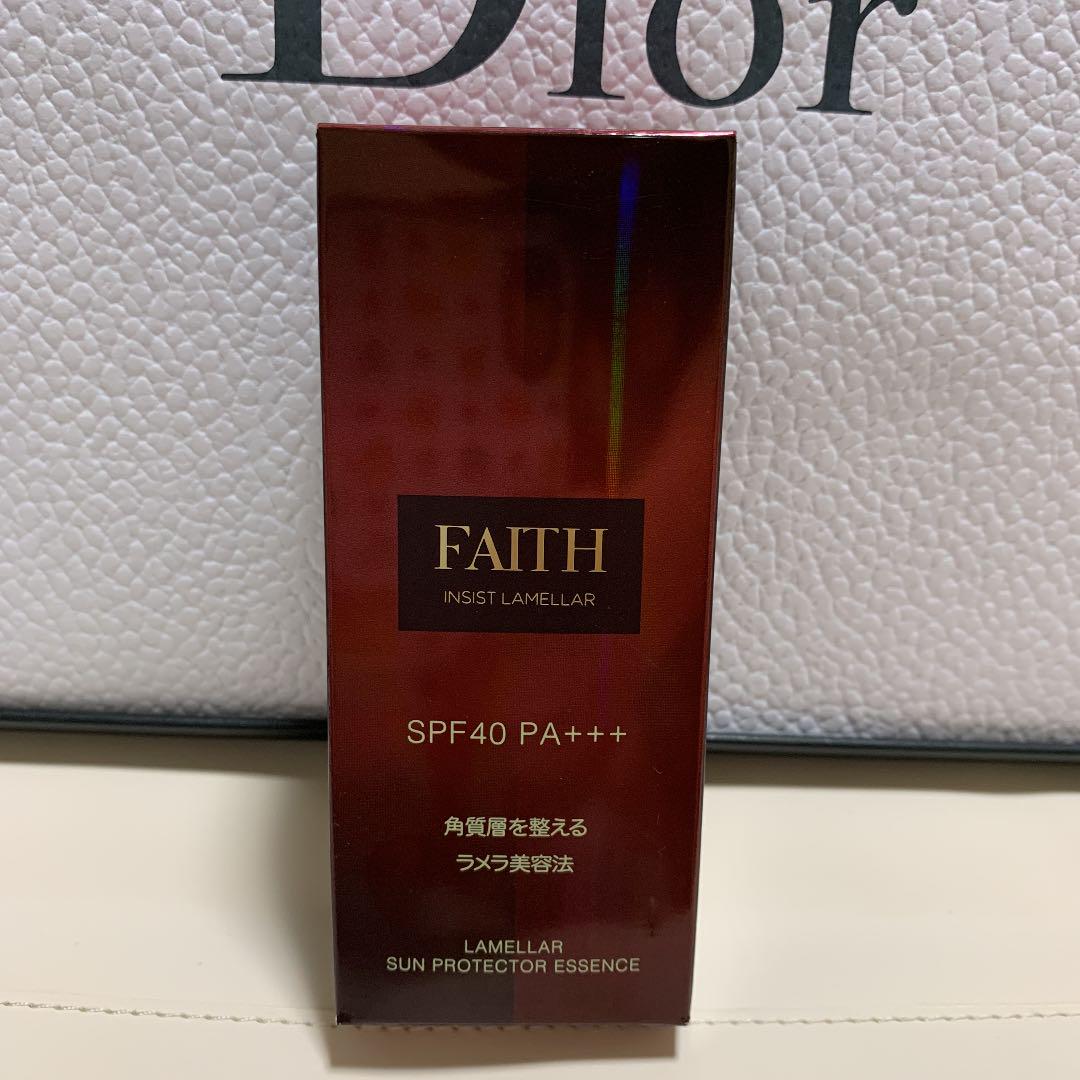 Dior
FAITH
INSIST LAMELLAR
SPF40 PA+++
角質層を整える
ラメラ美容法
LAMELLAR
SUN PROTECTOR ESSENCE